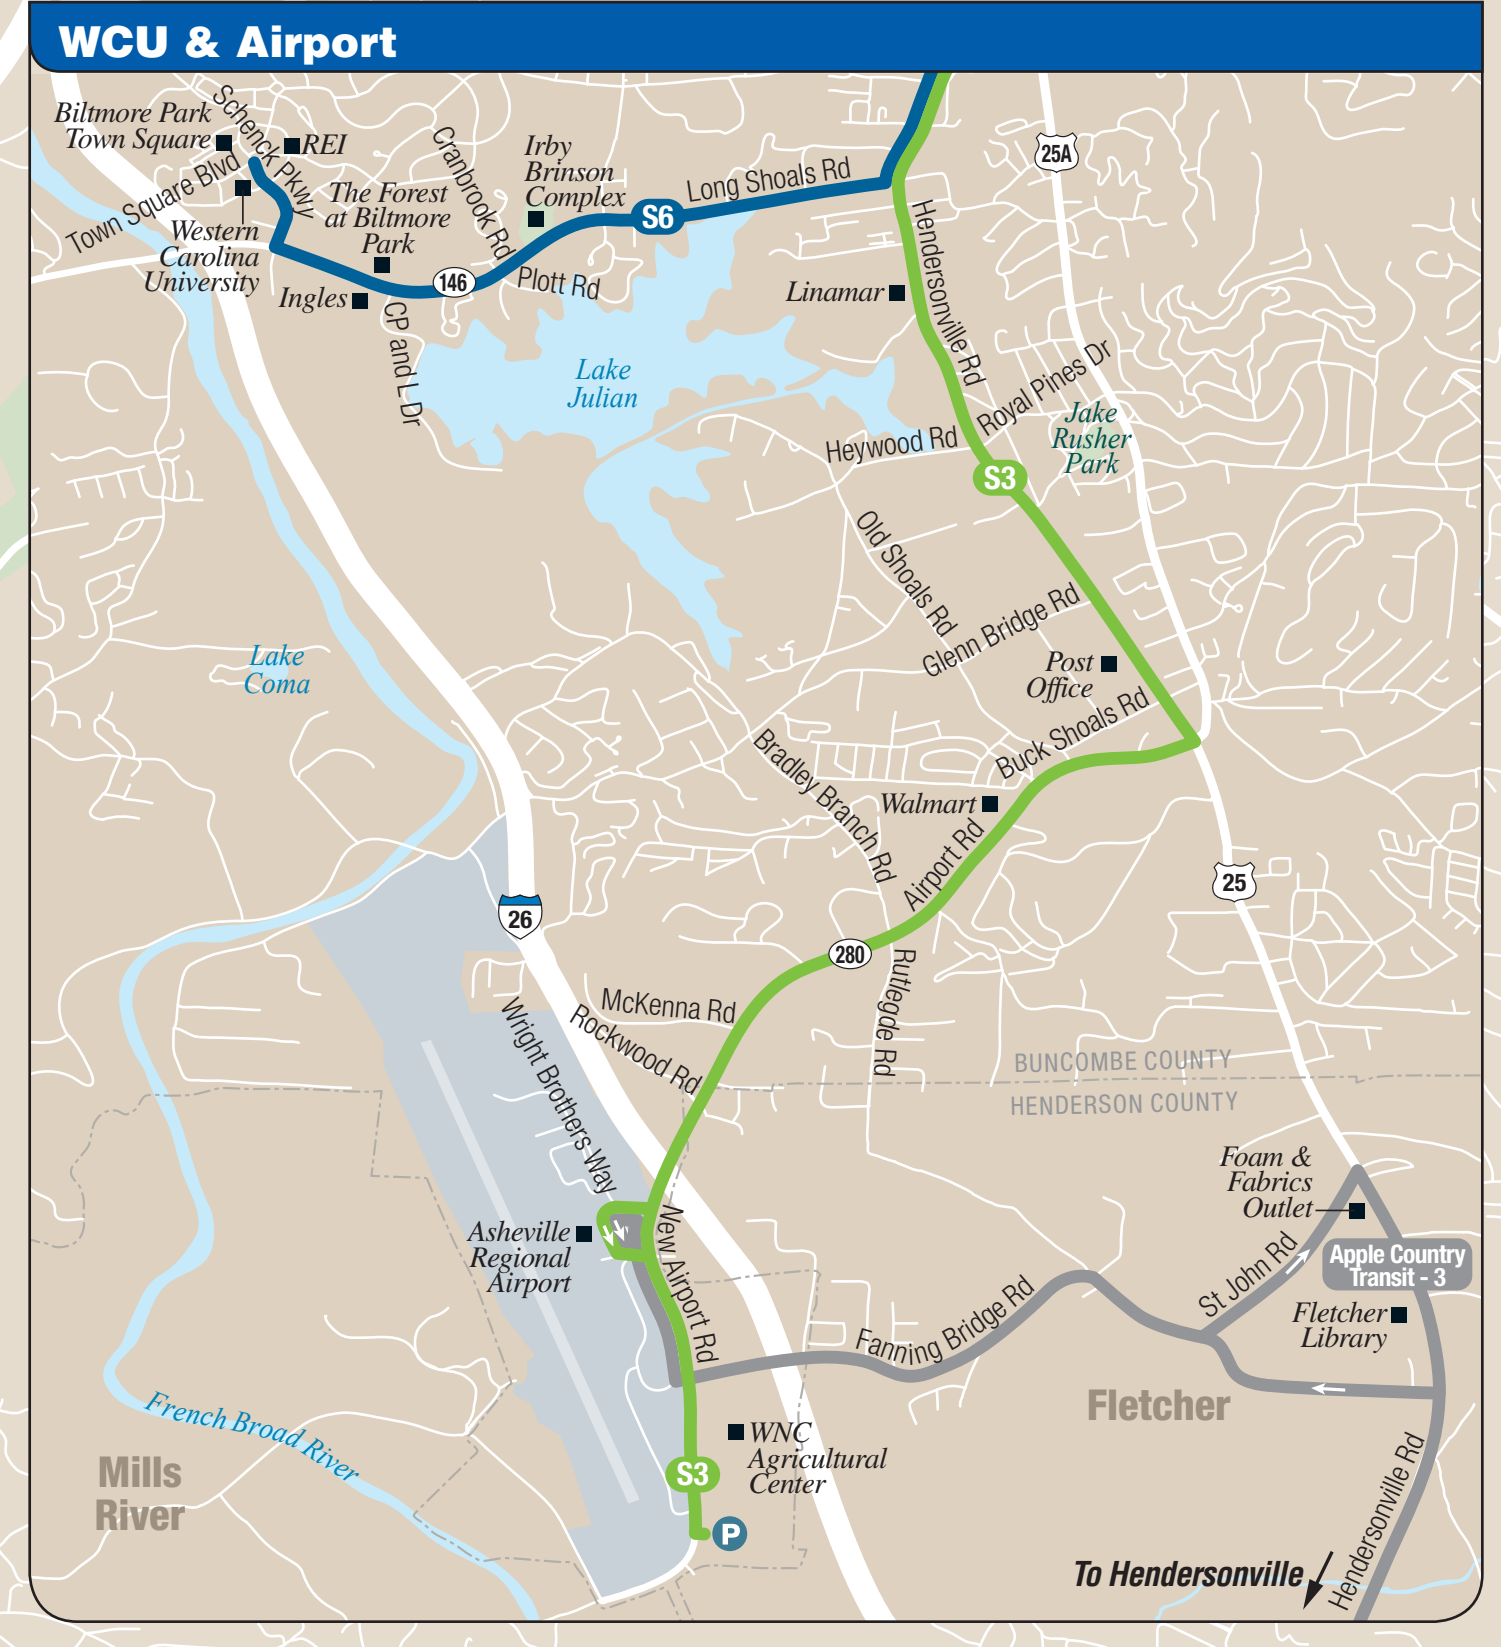 WCU & Airport
Biltmore Park
Town Square
Schenck Pkwy
REI
Town Square Blvd
Western
Carolina
University
The Forest
at Biltmore
Park
Ingles
Cranbrook Rd
Irby
Brinson
Complex
S6
Long Shoals Rd
146
Plott Rd
CP and L Dr
25A
Hendersonville Rd
Linamar
Lake
Julian
Royal Pines Dr
Jake
Rusher
Park
Heywood Rd
S3
Old Shoals Rd
Glenn Bridge Rd
Post
Office
Buck Shoals Rd
Lake
Coma
Bradley Branch Rd
Walmart
Airport Rd
25
26
280
Rutlegde Rd
McKenna Rd
Rockwood Rd
Wright Brothers Way
BUNCOMBE COUNTY
HENDERSON COUNTY
Foam &
Fabrics
Outlet
Asheville
Regional
Airport
New Airport Rd
St John Rd
Apple Country
Transit - 3
Fletcher
Library
Fanning Bridge Rd
Fletcher
French Broad River
Mills
River
WNC
Agricultural
Center
S3
P
Hendersonville Rd
To Hendersonville